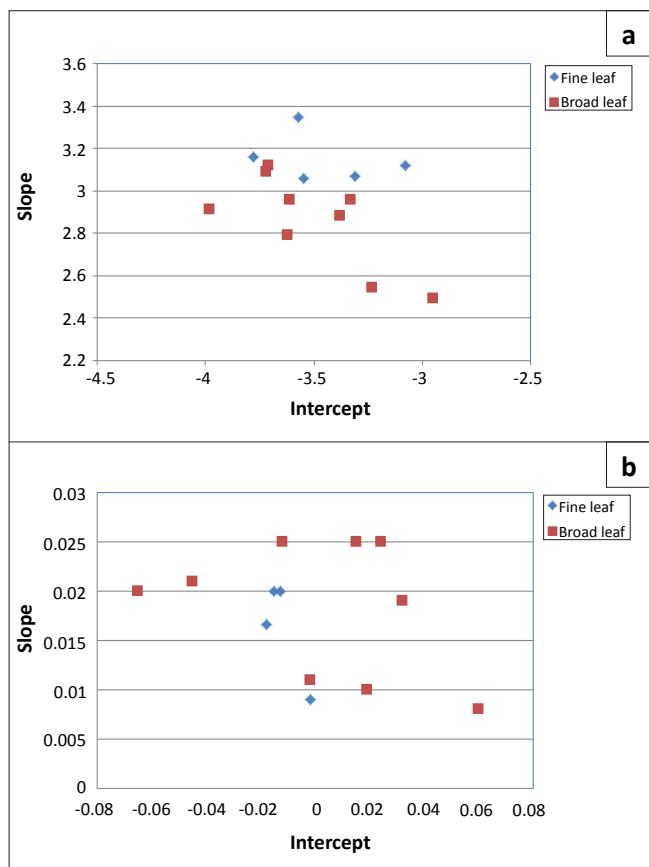 a
3.6
3.4
3.2
3
2.8
2.6
2.4
2.2
Slope
-4.5 -4 -3.5 -3 -2.5
Intercept
Fine leaf
Broad leaf
b
0.03
0.025
0.02
0.015
0.01
0.005
0
Slope
-0.08 -0.06 -0.04 -0.02 0 0.02 0.04 0.06 0.08
Intercept
Fine leaf
Broad leaf